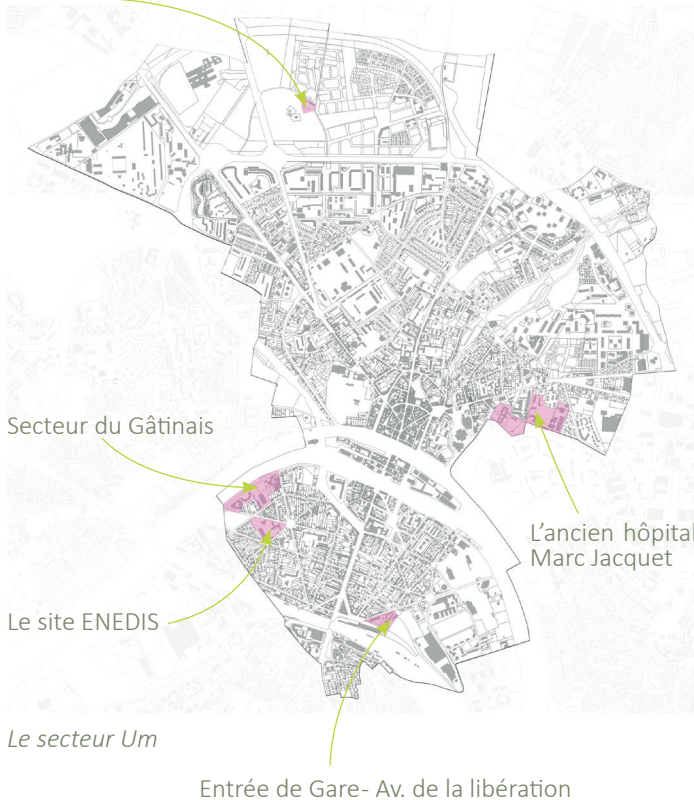 Secteur du Gâtinais
L'ancien hôpital
Marc Jacquet
Le site ENEDIS
Le secteur Um
Entrée de Gare- Av. de la libération